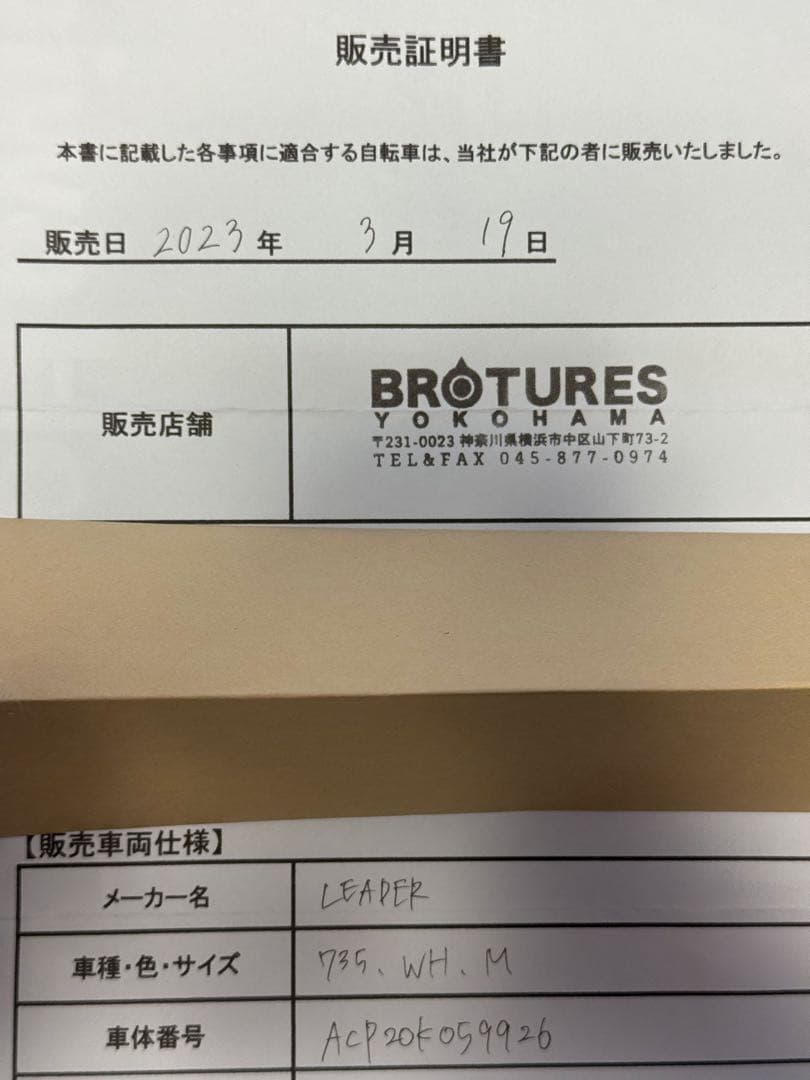 販売証明書
本書に記載した各事項に適合する自転車は、当社が下記の者に販売いたしました。
販売日 2023 年 3 月 19 日
販売店舗
BROTURES
YOKOHAMA
〒231-0023 神奈川県横浜市中区山下町73-2
TEL&FAX 045-877-0974
【販売車両仕様】
メーカー名 LEADER
車種・色・サイズ 735、WH、M
車体番号 ACP20K059926